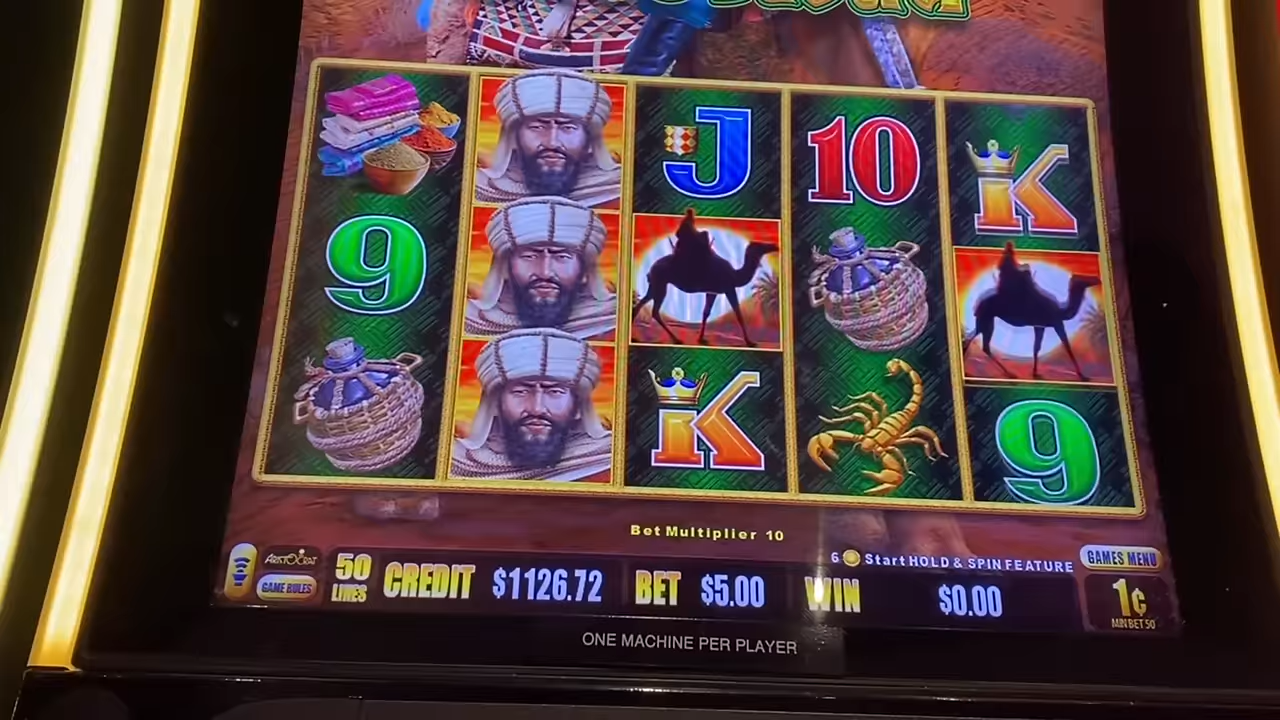 J
10
K
9
K
9
Bet Multiplier 10
6 Start HOLD & SPIN FEATURE
GAMES MENU
ARISTOCRAT
GAME RULES
50 LINES
CREDIT $1126.72
BET $5.00
WIN $0.00
1¢
MIN BET 50
ONE MACHINE PER PLAYER